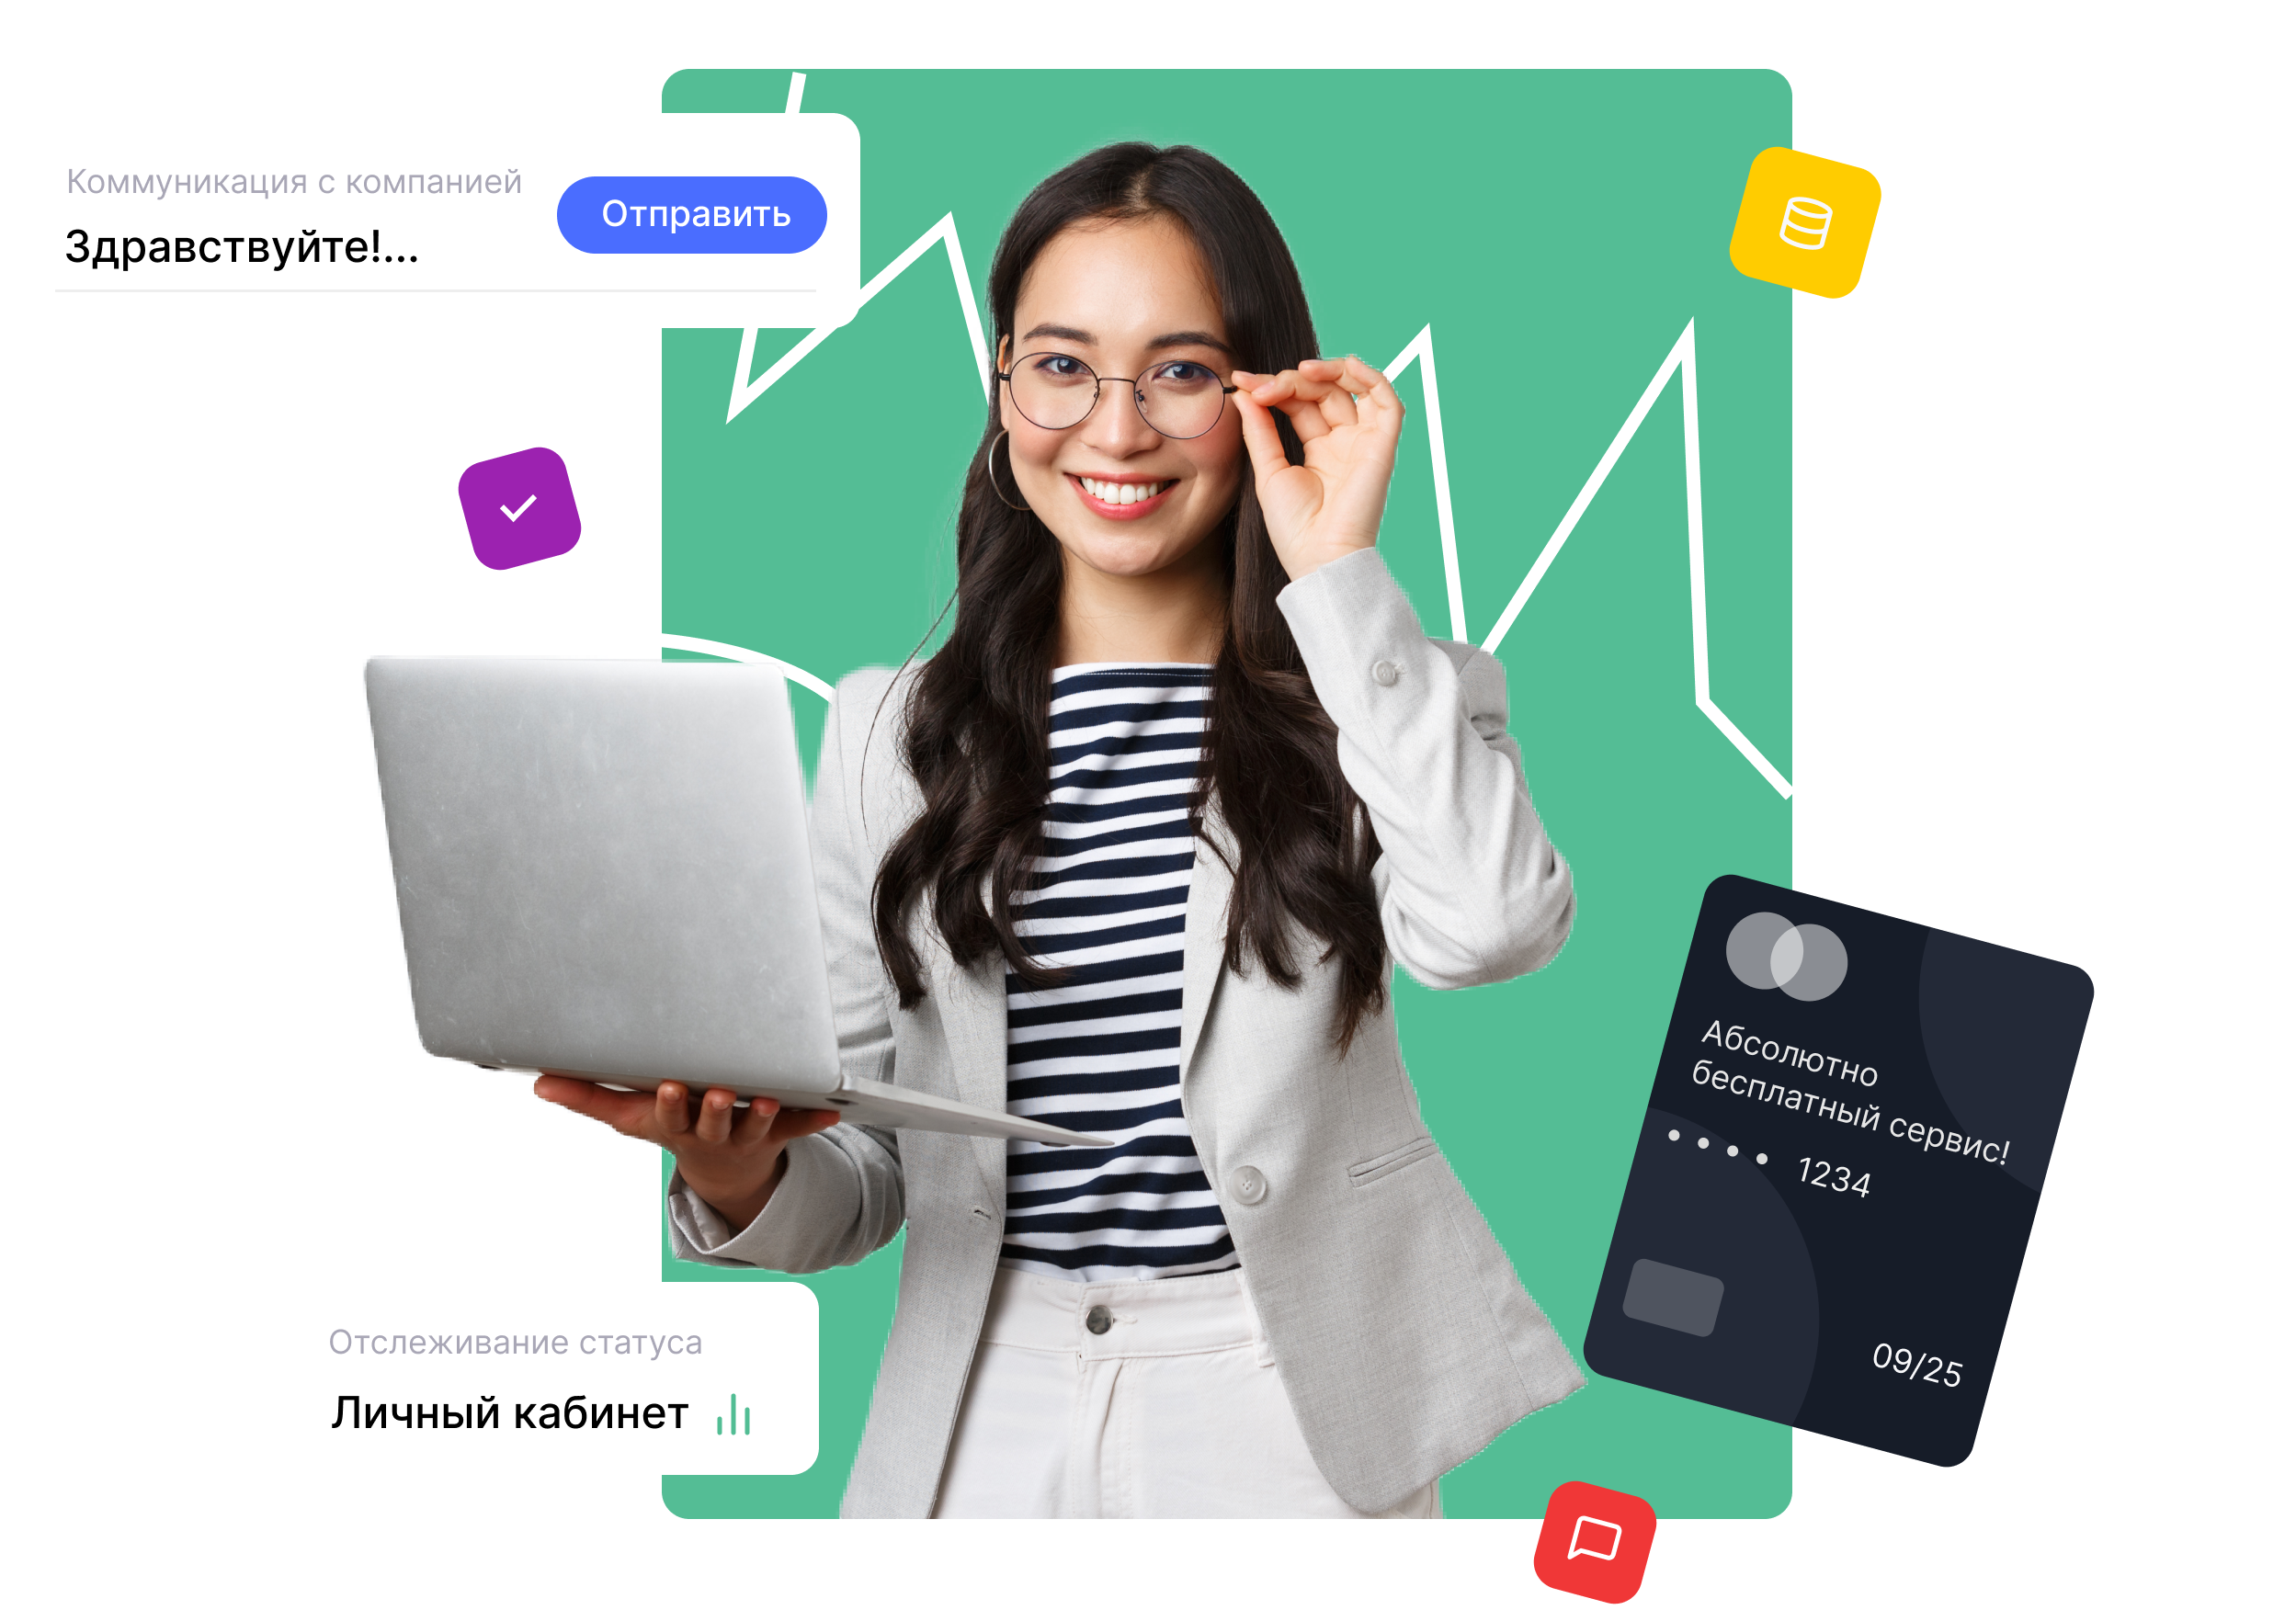 Коммуникация с компанией
Здравствуйте!...
Отправить
Абсолютно
бесплатный сервис!
•••• 1234
09/25
Отслеживание статуса
Личный кабинет